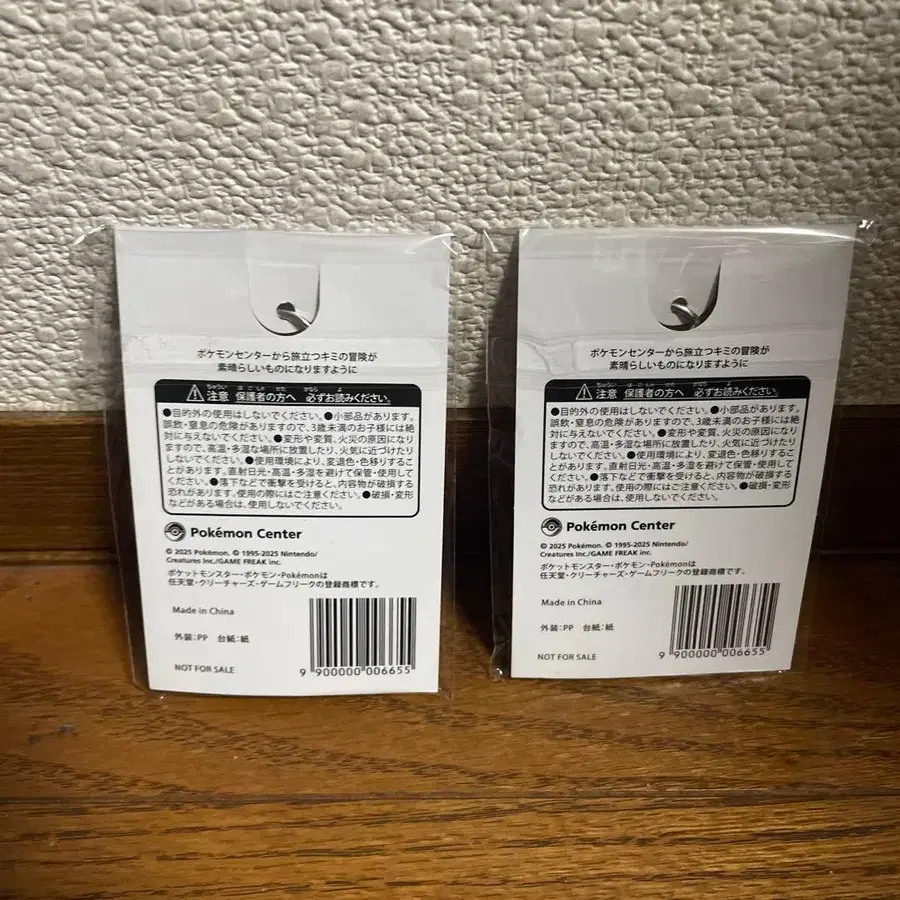 ポケモンセンターから旅立つキミの冒険が
素晴らしいものになりますように
ちゅうい ほごしゃ かた かなら よ
注意 保護者の方へ 必ずお読みください。
●目的外の使用はしないでください。●小部品があります。
誤飲・窒息の危険がありますので、3歳未満のお子様には絶
対に与えないでください。●変形や変質、火災の原因になり
ますので、高温・多湿な場所に放置したり、火気に近づけたり
しないでください。●使用環境により、変退色・色移りするこ
とがあります。直射日光・高温・多湿を避けて保管・使用して
ください。●落下などで衝撃を受けると、内容物が破損する
恐れがあります。使用の際にはご注意ください。●破損・変形
などがある場合は、使用しないでください。
Pokémon Center
© 2025 Pokémon. © 1995-2025 Nintendo/
Creatures Inc./GAME FREAK inc.
ポケットモンスター・ポケモン・Pokémonは
任天堂・クリーチャーズ・ゲームフリークの登録商標です。
Made in China
外装:PP 台紙:紙
NOT FOR SALE
9 900000 006655
ポケモンセンターから旅立つキミの冒険が
素晴らしいものになりますように
ちゅうい ほごしゃ かた かなら よ
注意 保護者の方へ 必ずお読みください。
●目的外の使用はしないでください。●小部品があります。
誤飲・窒息の危険がありますので、3歳未満のお子様には絶
対に与えないでください。●変形や変質、火災の原因になり
ますので、高温・多湿な場所に放置したり、火気に近づけたり
しないでください。●使用環境により、変退色・色移りするこ
とがあります。直射日光・高温・多湿を避けて保管・使用して
ください。●落下などで衝撃を受けると、内容物が破損する
恐れがあります。使用の際にはご注意ください。●破損・変形
などがある場合は、使用しないでください。
Pokémon Center
© 2025 Pokémon. © 1995-2025 Nintendo/
Creatures Inc./GAME FREAK inc.
ポケットモンスター・ポケモン・Pokémonは
任天堂・クリーチャーズ・ゲームフリークの登録商標です。
Made in China
外装:PP 台紙:紙
NOT FOR SALE
9 900000 006655